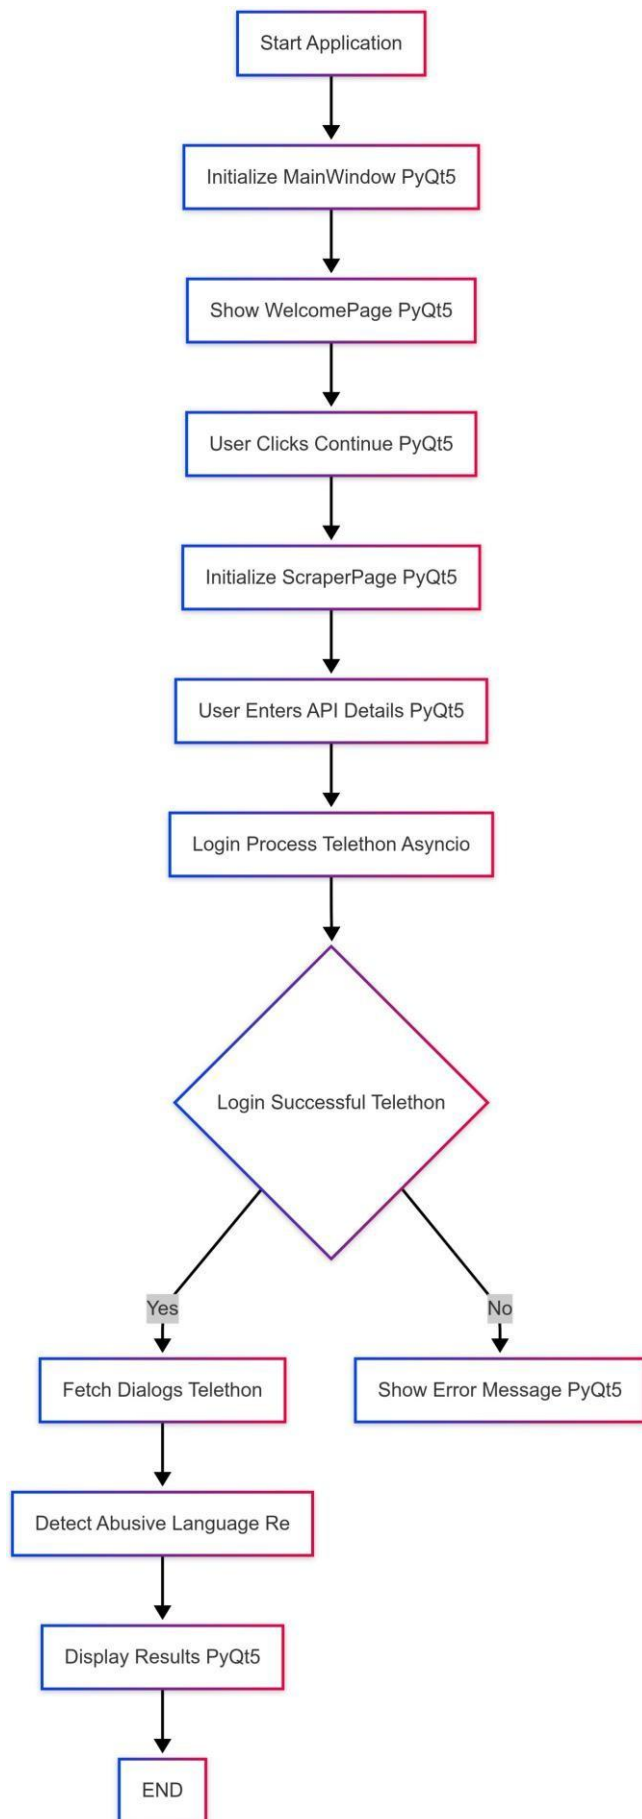 Start Application
Initialize MainWindow PyQt5
Show WelcomePage PyQt5
User Clicks Continue PyQt5
Initialize ScraperPage PyQt5
User Enters API Details PyQt5
Login Process Telethon Asyncio
Login Successful Telethon
Yes
No
Fetch Dialogs Telethon
Show Error Message PyQt5
Detect Abusive Language Re
Display Results PyQt5
END